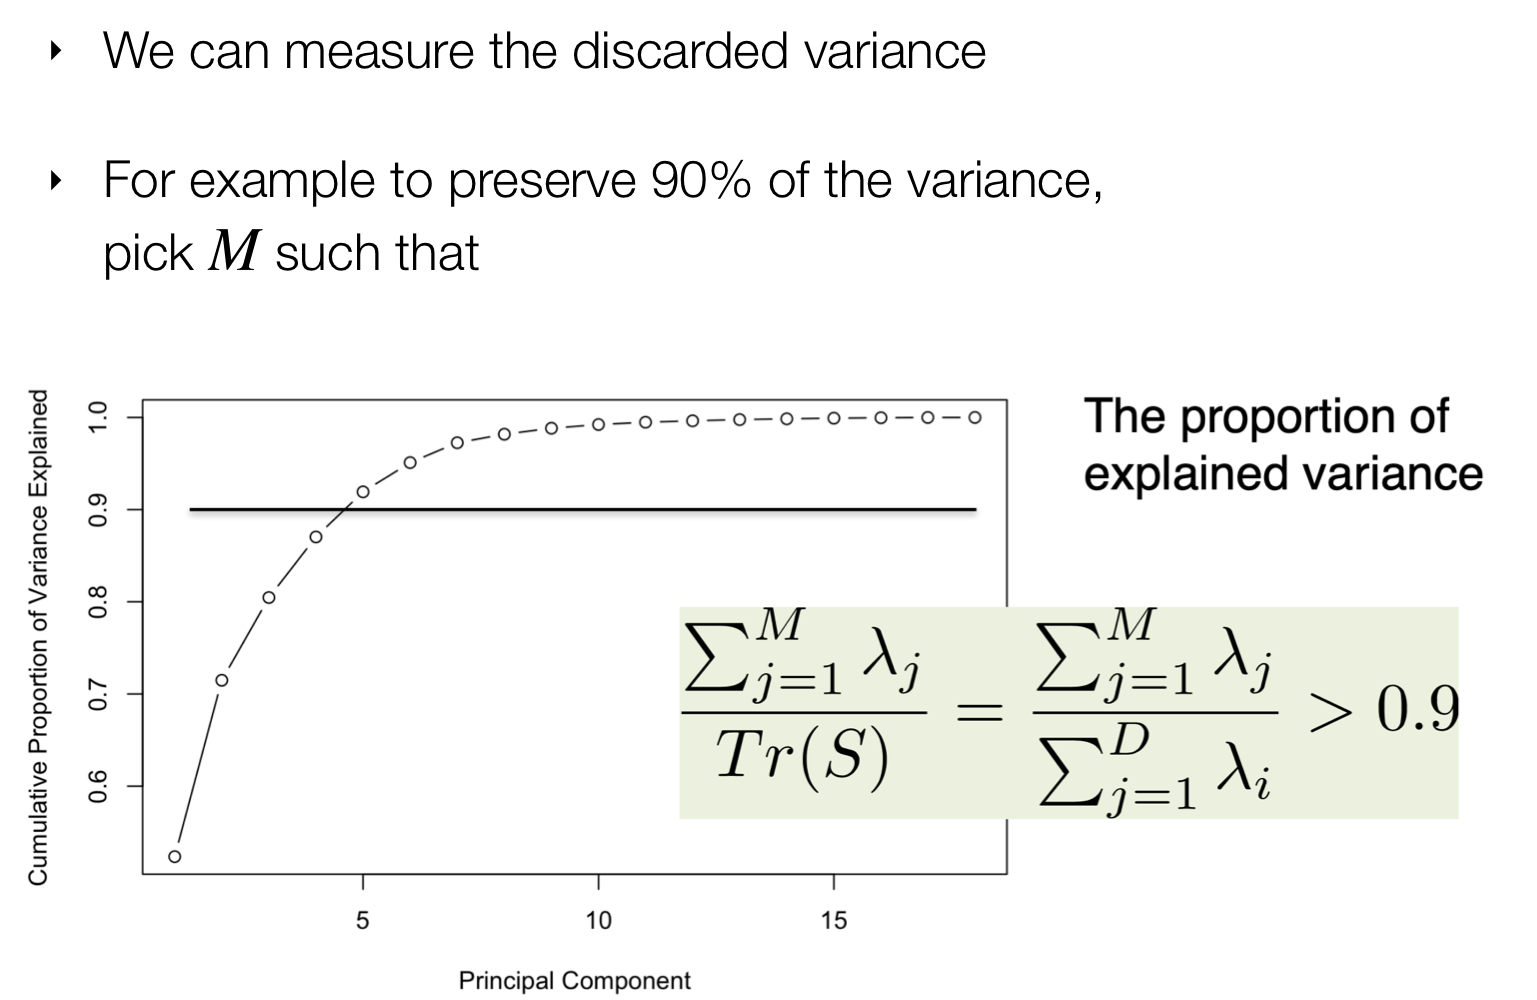 ‣ We can measure the discarded variance
‣ For example to preserve 90% of the variance,
pick M such that
Cumulative Proportion of Variance Explained
1.0
0.9
0.8
0.7
0.6
5 10 15
Principal Component
The proportion of
explained variance
\frac{\sum_{j=1}^{M} \lambda_j}{Tr(S)} = \frac{\sum_{j=1}^{M} \lambda_j}{\sum_{j=1}^{D} \lambda_i} > 0.9